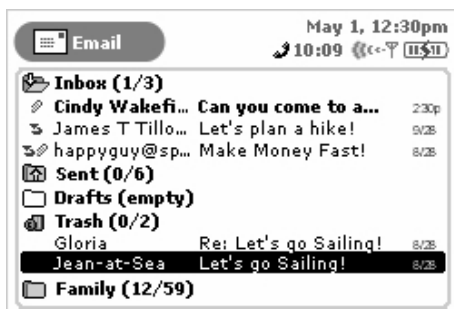 Email
May 1, 12:30pm
10:09
Inbox (1/3)
Cindy Wakefi... Can you come to a... 2:30p
James T Tillo... Let's plan a hike! 9/28
happyguy@sp... Make Money Fast! 8/28
Sent (0/6)
Drafts (empty)
Trash (0/2)
Gloria Re: Let's go Sailing! 8/28
Jean-at-Sea Let's go Sailing! 8/28
Family (12/59)